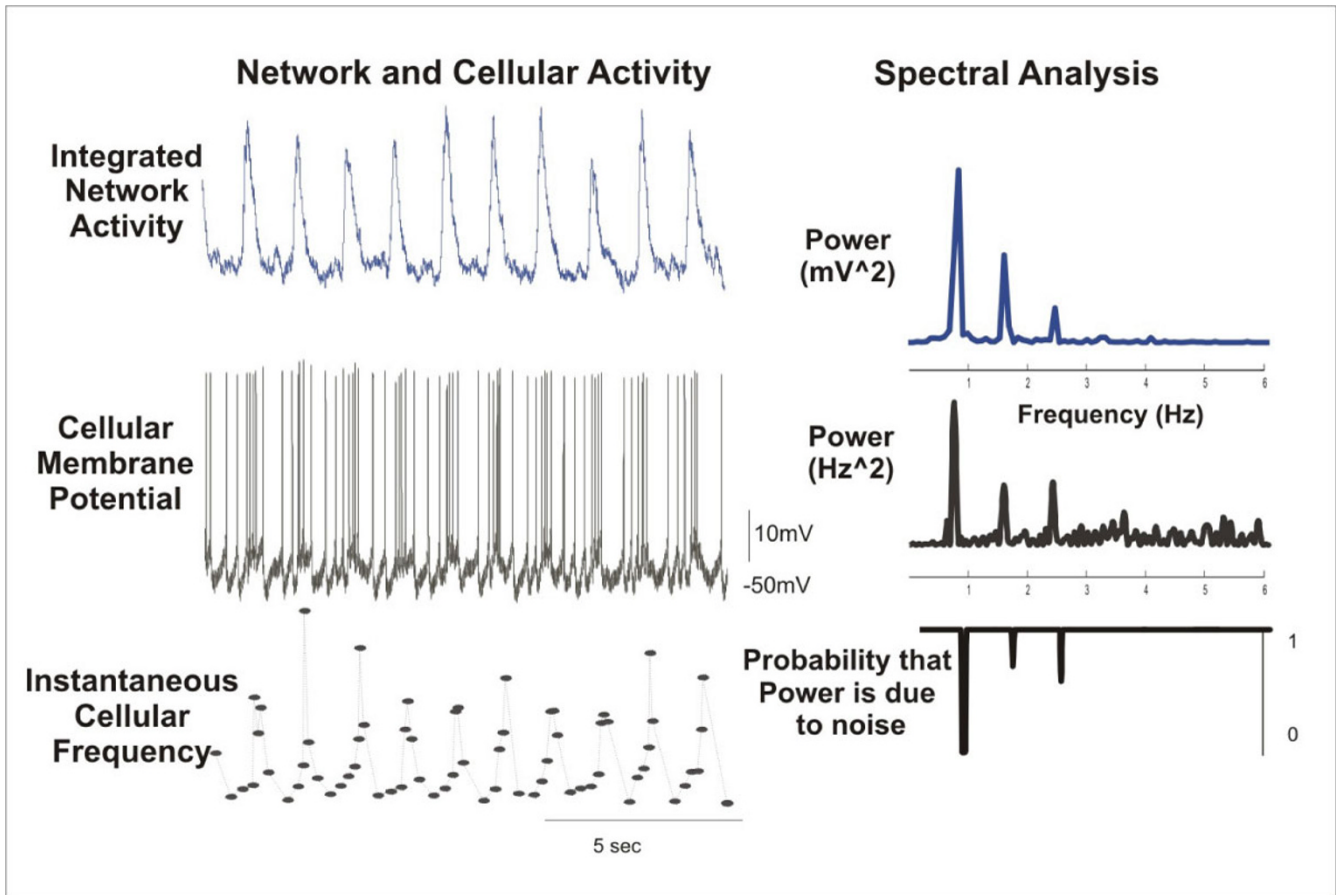 Network and Cellular Activity
Spectral Analysis
Integrated
Network
Activity
Power
(mV^2)
1 2 3 4 5 6
Frequency (Hz)
Cellular
Membrane
Potential
10mV
-50mV
Power
(Hz^2)
1 2 3 4 5 6
Instantaneous
Cellular
Frequency
5 sec
Probability that
Power is due
to noise
1
0